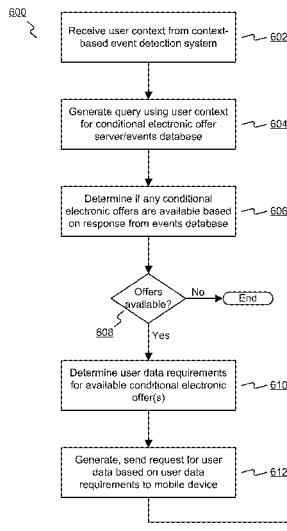 600
Receive user context from context-
based event detection system
602
Generate query using user context
for conditional electronic offer
server/events database
604
Determine if any conditional
electronic offers are available based
on response from events database
606
Offers
available?
No
End
608
Yes
Determine user data requirements
for available conditional electronic
offer(s)
610
Generate, send request for user
data based on user data
requirements to mobile device
612